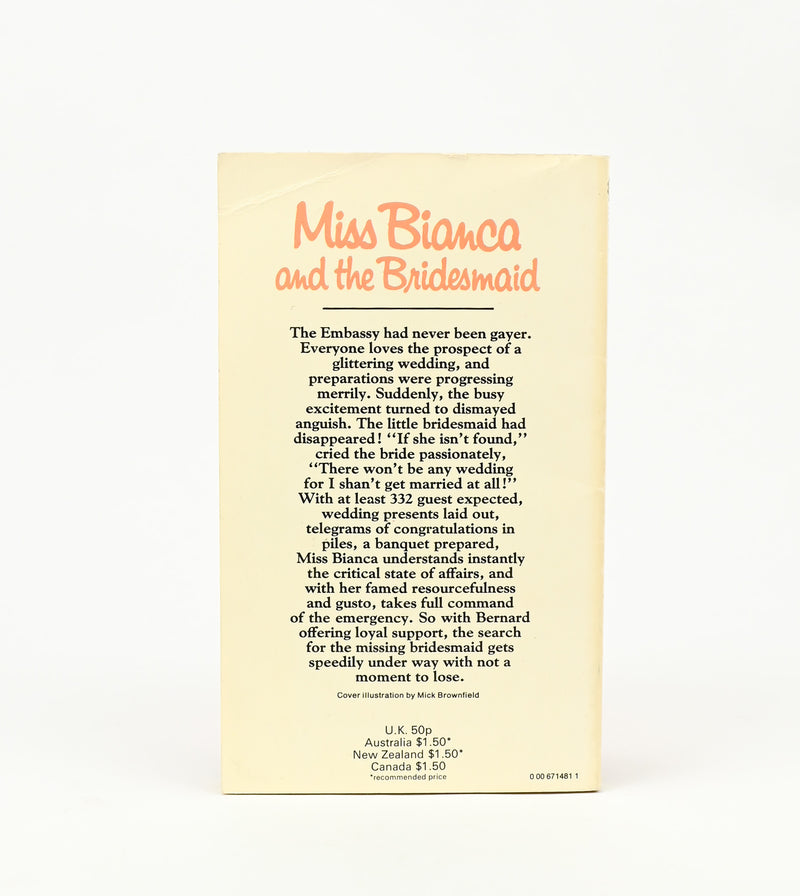 Miss Bianca
and the Bridesmaid
The Embassy had never been gayer.
Everyone loves the prospect of a
glittering wedding, and
preparations were progressing
merrily. Suddenly, the busy
excitement turned to dismayed
anguish. The little bridesmaid had
disappeared! “If she isn’t found,”
cried the bride passionately,
“There won’t be any wedding
for I shan’t get married at all!”
With at least 332 guest expected,
wedding presents laid out,
telegrams of congratulations in
piles, a banquet prepared,
Miss Bianca understands instantly
the critical state of affairs, and
with her famed resourcefulness
and gusto, takes full command
of the emergency. So with Bernard
offering loyal support, the search
for the missing bridesmaid gets
speedily under way with not a
moment to lose.
Cover illustration by Mick Brownfield
U.K. 50p
Australia $1.50*
New Zealand $1.50*
Canada $1.50
*recommended price
0 00 671481 1